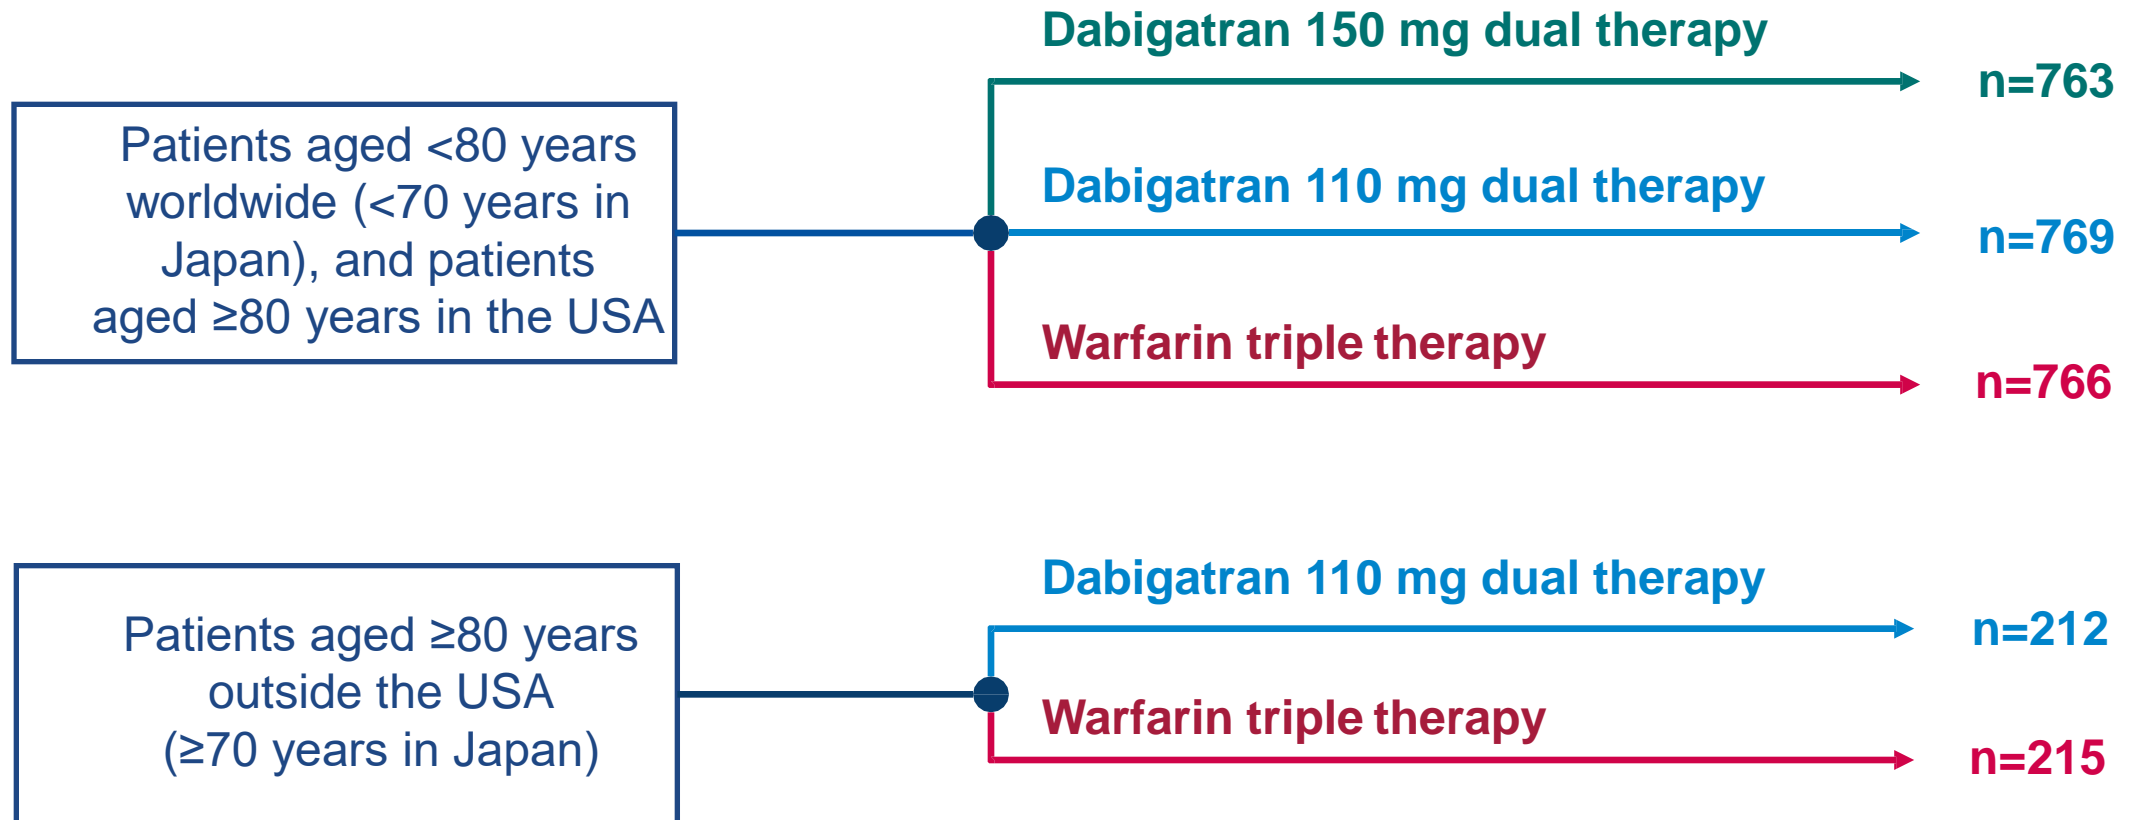 Patients aged <80 years
worldwide (<70 years in
Japan), and patients
aged ≥80 years in the USA
Dabigatran 150 mg dual therapy
n=763
Dabigatran 110 mg dual therapy
n=769
Warfarin triple therapy
n=766
Patients aged ≥80 years
outside the USA
(≥70 years in Japan)
Dabigatran 110 mg dual therapy
n=212
Warfarin triple therapy
n=215